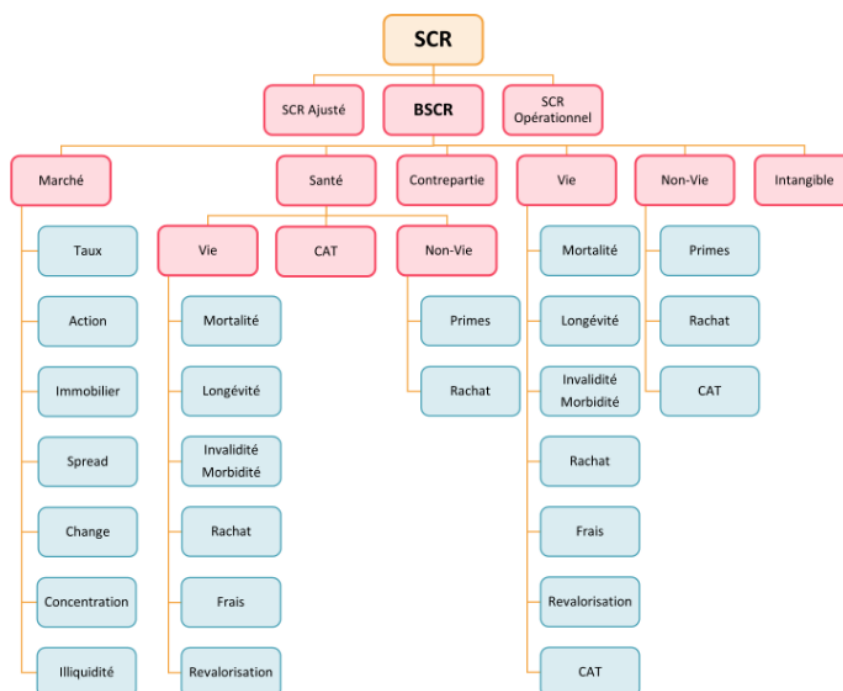 SCR
SCR Ajusté
BSCR
SCR
Opérationnel
Marché
Santé
Contrepartie
Vie
Non-Vie
Intangible
Taux
Vie
CAT
Non-Vie
Mortalité
Primes
Action
Mortalité
Primes
Longévité
Rachat
Immobilier
Longévité
Rachat
Invalidité
Morbidité
CAT
Spread
Invalidité
Morbidité
Rachat
Change
Rachat
Frais
Concentration
Frais
Revalorisation
Illiquidité
Revalorisation
CAT